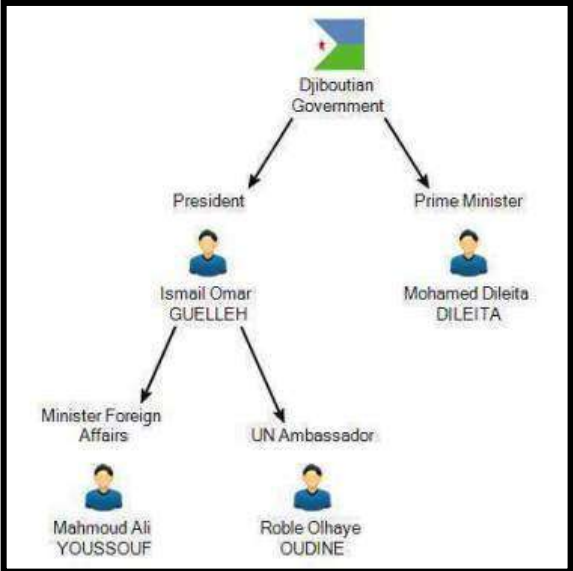 Djiboutian
Government
President
Prime Minister
Ismail Omar
GUELLEH
Mohamed Dileita
DILEITA
Minister Foreign
Affairs
UN Ambassador
Mahmoud Ali
YOUSSOUF
Roble Olhaye
OUDINE